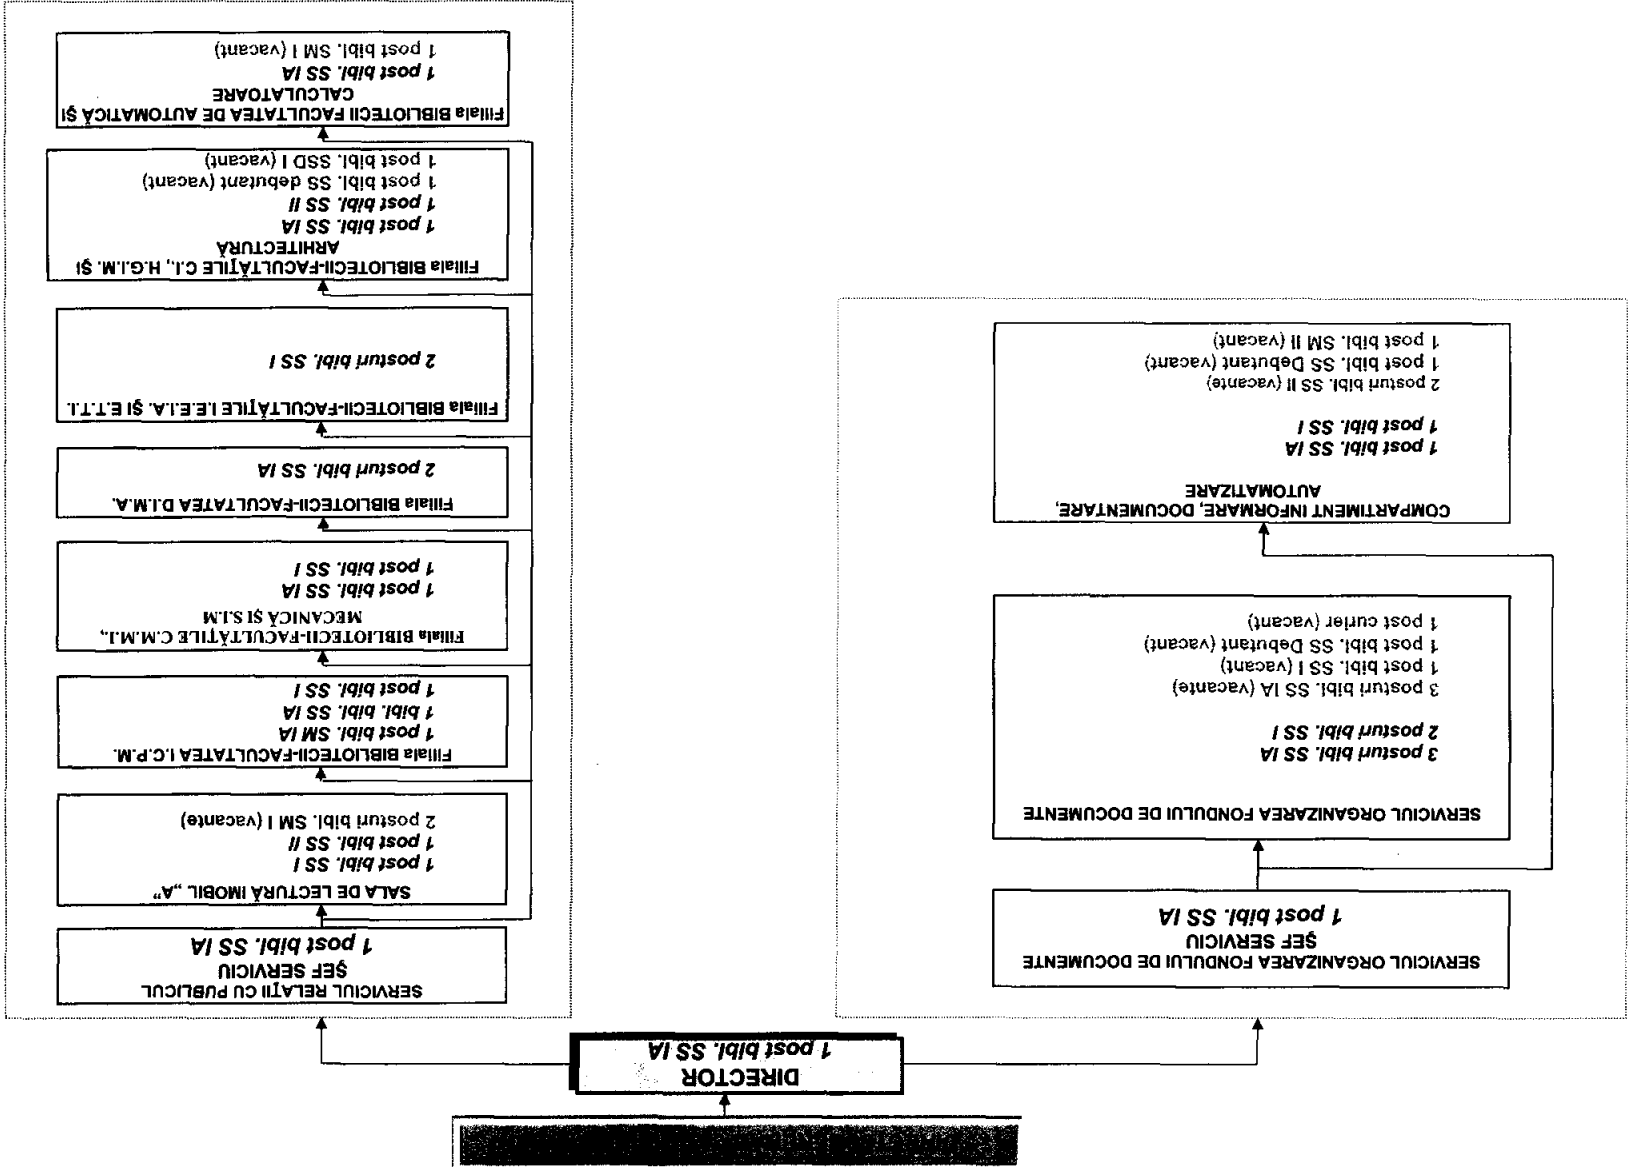 DIRECTOR
1 post bibl. SS IA
SERVICIUL ORGANIZAREA FONDULUI DE DOCUMENTE
ŞEF SERVICIU
1 post bibl. SS IA
SERVICIUL ORGANIZAREA FONDULUI DE DOCUMENTE
3 posturi bibl. SS IA
2 posturi bibl. SS I
3 posturi bibl. SS IA (vacante)
1 post bibl. SS I (vacant)
1 post bibl. SS Debutant (vacant)
1 post curier (vacant)
COMPARTIMENT INFORMARE, DOCUMENTARE,
AUTOMATIZARE
1 post bibl. SS IA
1 post bibl. SS I
2 posturi bibl. SS II (vacante)
1 post bibl. SS Debutant (vacant)
1 post bibl. SM II (vacant)
SERVICIUL RELAŢII CU PUBLICUL
ŞEF SERVICIU
1 post bibl. SS IA
SALA DE LECTURĂ IMOBIL „A”
1 post bibl. SS I
1 post bibl. SS II
2 posturi bibl. SM I (vacante)
Filiala BIBLIOTECII-FACULTATEA I.C.P.M.
1 post bibl. SM IA
1 bibl. bibl. SS IA
1 post bibl. SS I
Filiala BIBLIOTECII-FACULTĂŢILE C.M.M.I.,
MECANICĂ ŞI S.I.M
1 post bibl. SS IA
1 post bibl. SS I
Filiala BIBLIOTECII-FACULTATEA D.I.M.A.
2 posturi bibl. SS IA
Filiala BIBLIOTECII-FACULTĂŢILE I.E.E.I.A. ŞI E.T.T.I.
2 posturi bibl. SS I
Filiala BIBLIOTECII-FACULTĂŢILE C.I., H.G.I.M. ŞI
ARHITECTURĂ
1 post bibl. SS IA
1 post bibl. SS II
1 post bibl. SS debutant (vacant)
1 post bibl. SSD I (vacant)
Filiala BIBLIOTECII FACULTATEA DE AUTOMATICĂ ŞI
CALCULATOARE
1 post bibl. SS IA
1 post bibl. SM I (vacant)